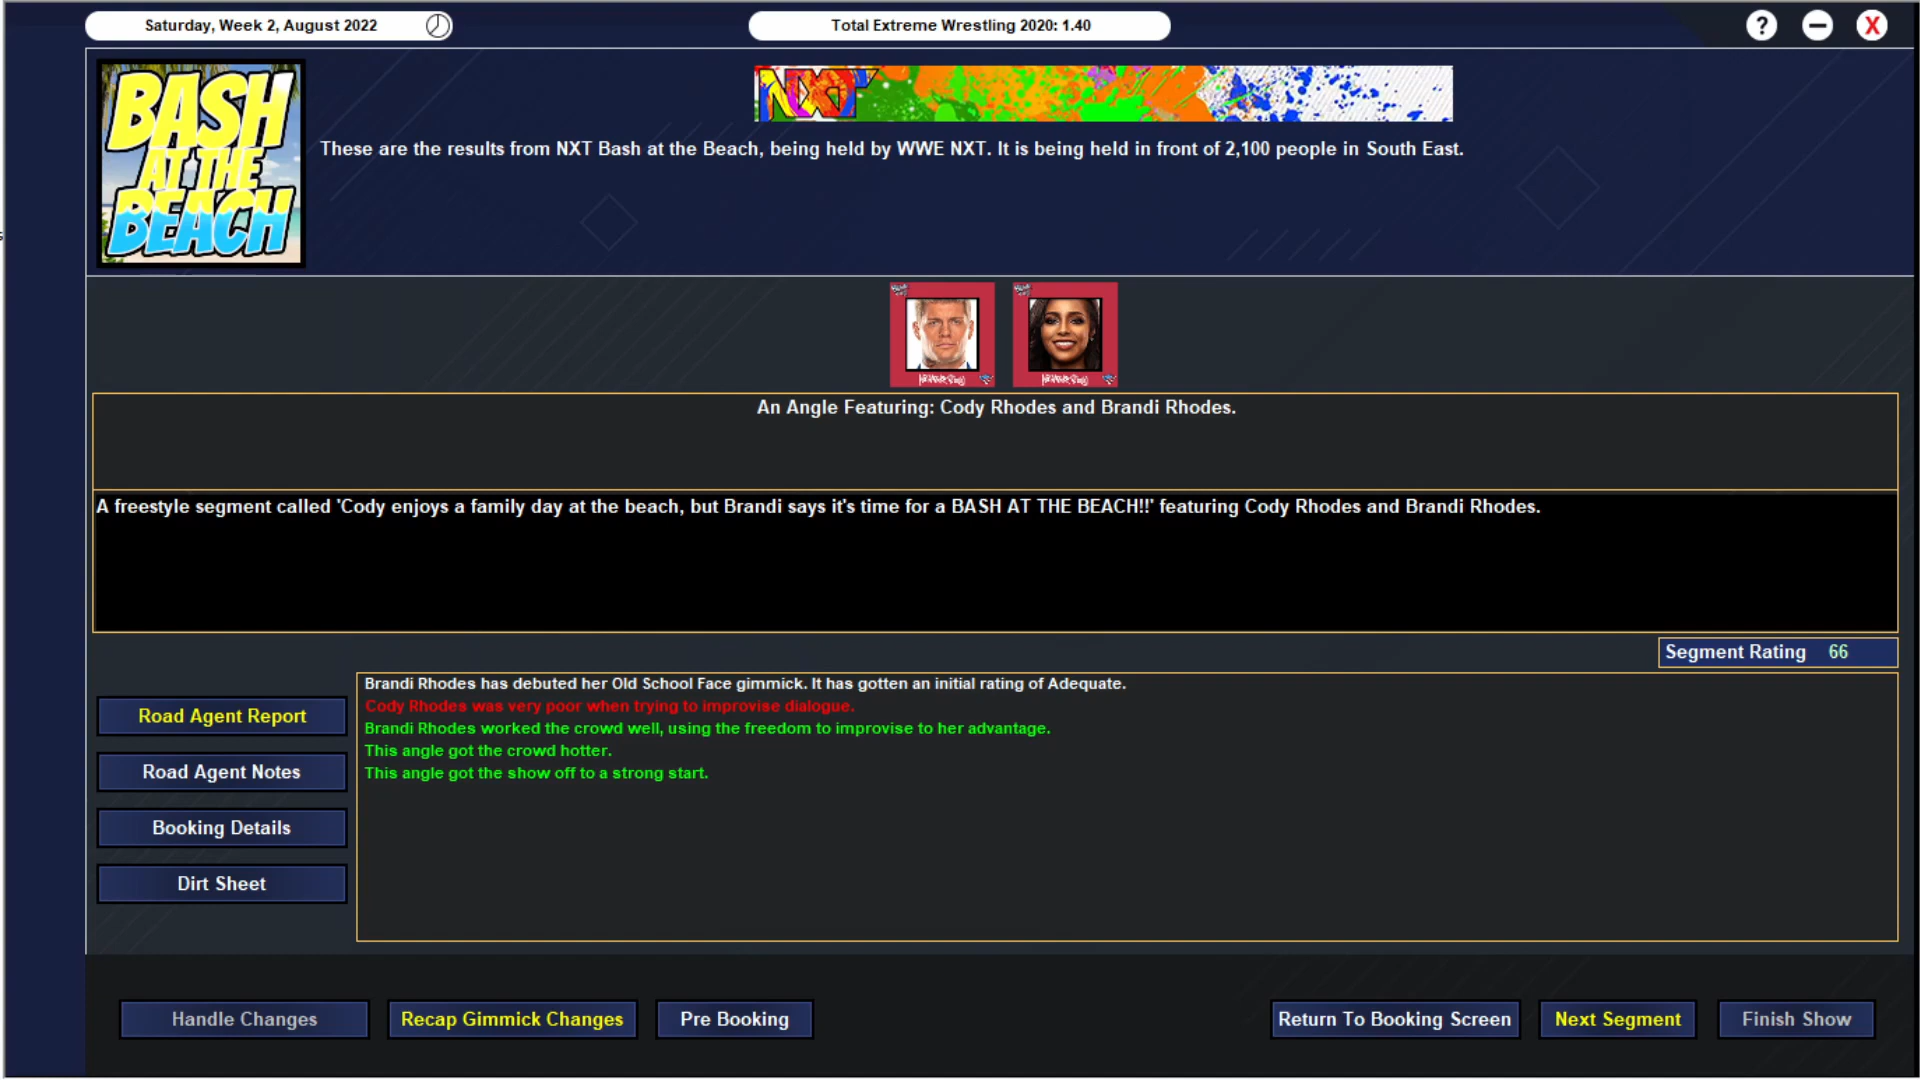 Saturday, Week 2, August 2022
Total Extreme Wrestling 2020: 1.40
?
X
BASH
AT THE
BEACH
NXT
These are the results from NXT Bash at the Beach, being held by WWE NXT. It is being held in front of 2,100 people in South East.
An Angle Featuring: Cody Rhodes and Brandi Rhodes.
A freestyle segment called 'Cody enjoys a family day at the beach, but Brandi says it's time for a BASH AT THE BEACH!!' featuring Cody Rhodes and Brandi Rhodes.
Segment Rating 66
Road Agent Report
Road Agent Notes
Booking Details
Dirt Sheet
Brandi Rhodes has debuted her Old School Face gimmick. It has gotten an initial rating of Adequate.
Cody Rhodes was very poor when trying to improvise dialogue.
Brandi Rhodes worked the crowd well, using the freedom to improvise to her advantage.
This angle got the crowd hotter.
This angle got the show off to a strong start.
Handle Changes
Recap Gimmick Changes
Pre Booking
Return To Booking Screen
Next Segment
Finish Show